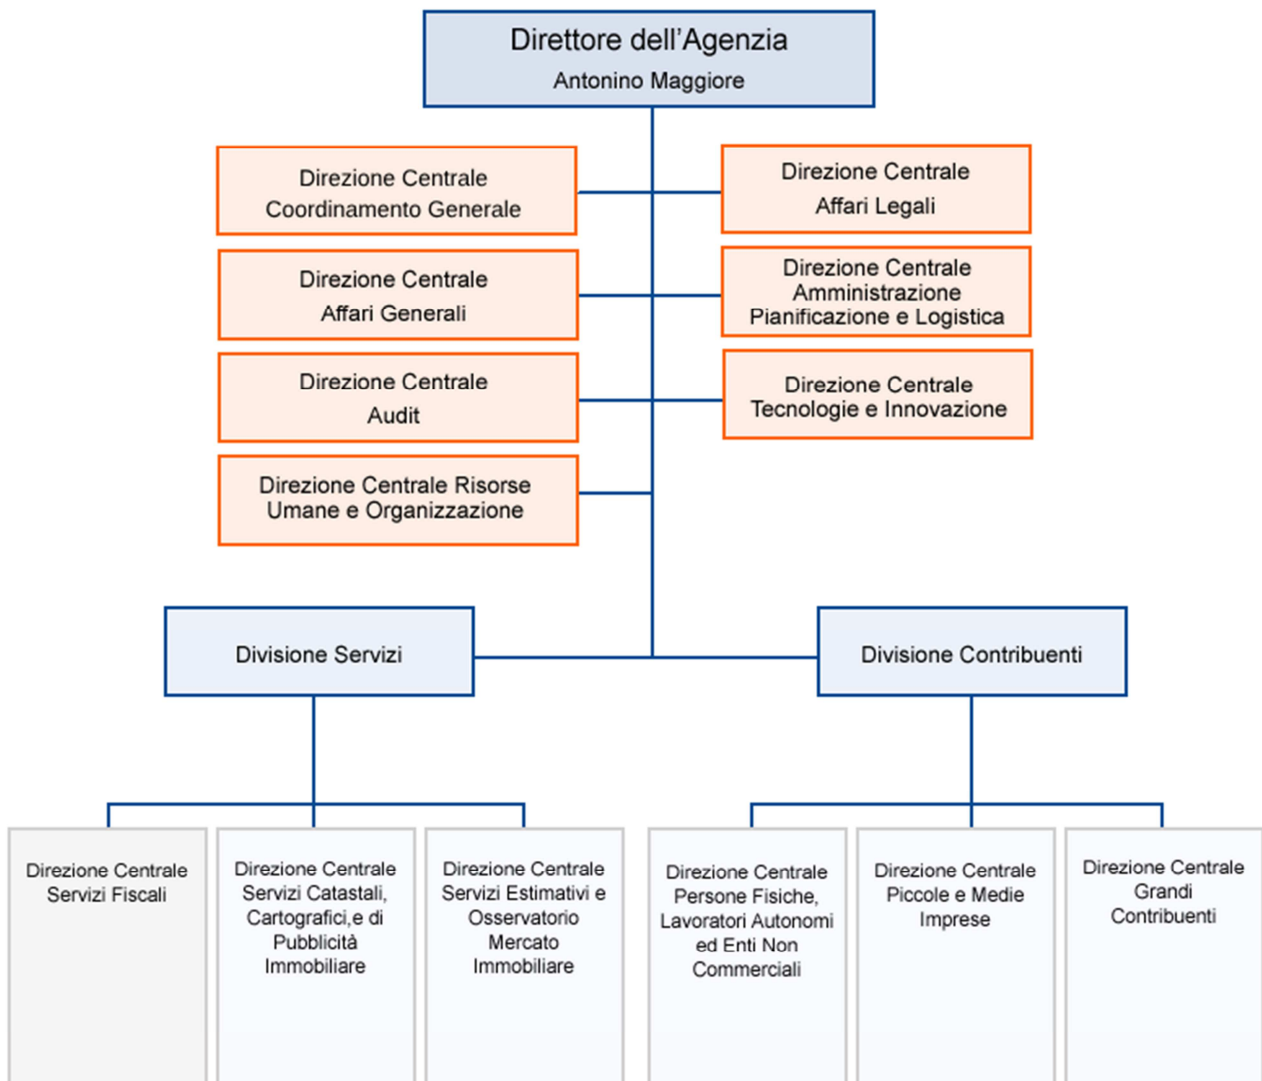 Direttore dell'Agenzia
Antonino Maggiore
Direzione Centrale
Coordinamento Generale
Direzione Centrale
Affari Legali
Direzione Centrale
Affari Generali
Direzione Centrale
Amministrazione
Pianificazione e Logistica
Direzione Centrale
Audit
Direzione Centrale
Tecnologie e Innovazione
Direzione Centrale Risorse
Umane e Organizzazione
Divisione Servizi
Divisione Contribuenti
Direzione Centrale
Servizi Fiscali
Direzione Centrale
Servizi Catastali,
Cartografici,e di
Pubblicità
Immobiliare
Direzione Centrale
Servizi Estimativi e
Osservatorio
Mercato
Immobiliare
Direzione Centrale
Persone Fisiche,
Lavoratori Autonomi
ed Enti Non
Commerciali
Direzione Centrale
Piccole e Medie
Imprese
Direzione Centrale
Grandi
Contribuenti